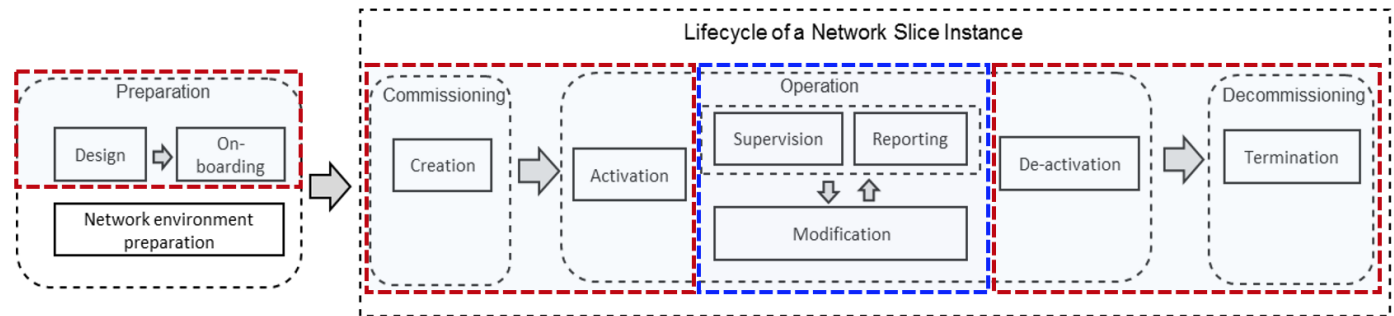 Lifecycle of a Network Slice Instance
Preparation
Design
On-
boarding
Network environment
preparation
Commissioning
Creation
Activation
Operation
Supervision
Reporting
Modification
De-activation
Decommissioning
Termination